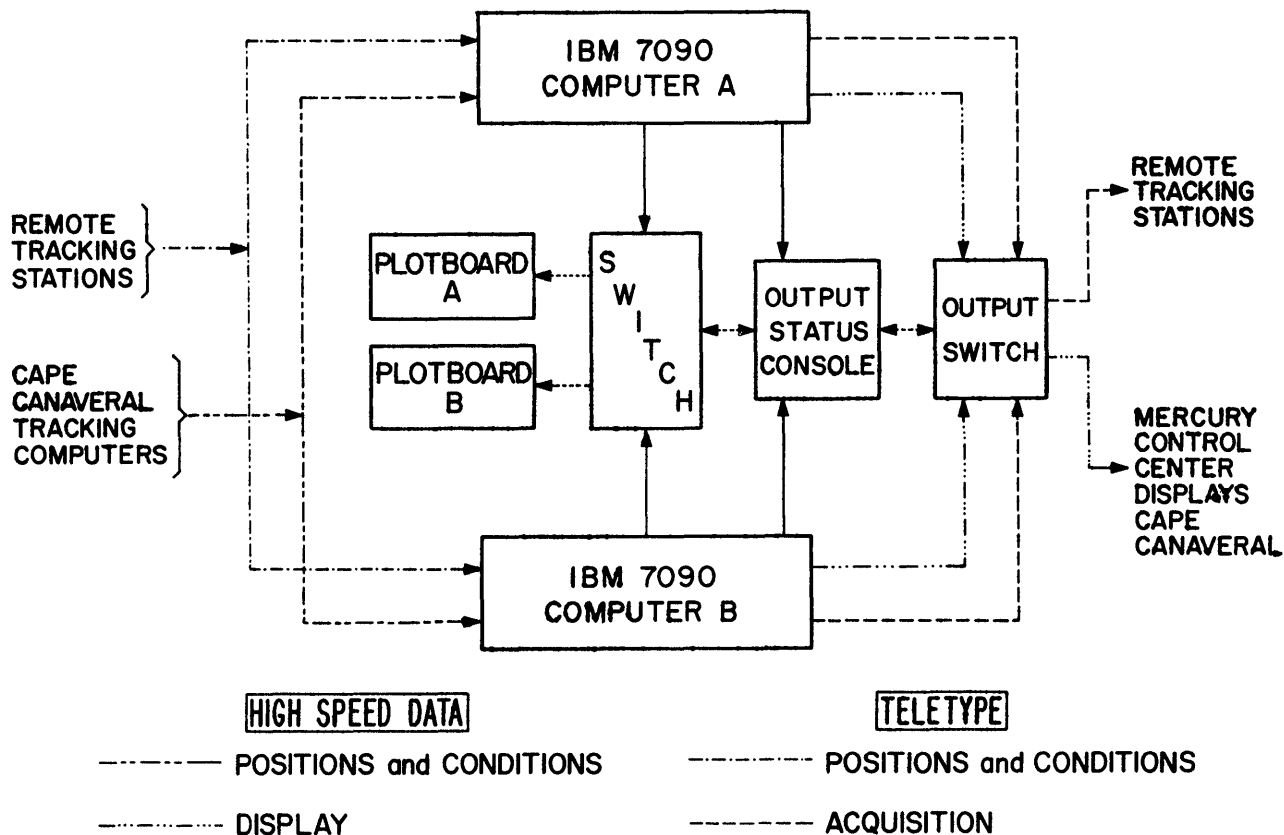 IBM 7090
COMPUTER A
REMOTE
TRACKING
STATIONS
CAPE
CANAVERAL
TRACKING
COMPUTERS
PLOTBOARD
A
PLOTBOARD
B
SWITCH
OUTPUT
STATUS
CONSOLE
OUTPUT
SWITCH
REMOTE
TRACKING
STATIONS
MERCURY
CONTROL
CENTER
DISPLAYS
CAPE
CANAVERAL
IBM 7090
COMPUTER B
HIGH SPEED DATA
POSITIONS and CONDITIONS
DISPLAY
TELETYPE
POSITIONS and CONDITIONS
ACQUISITION